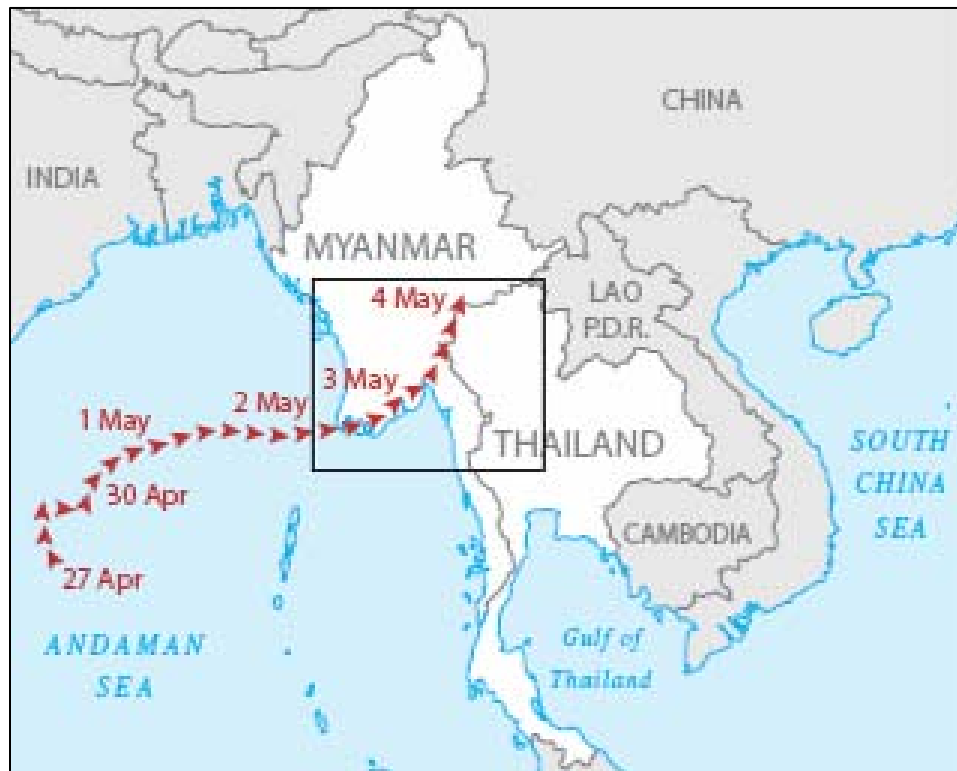 CHINA
INDIA
MYANMAR
4 May
LAO
P.D.R.
3 May
2 May
1 May
THAILAND
SOUTH
CHINA
SEA
30 Apr
CAMBODIA
27 Apr
ANDAMAN
SEA
Gulf of
Thailand